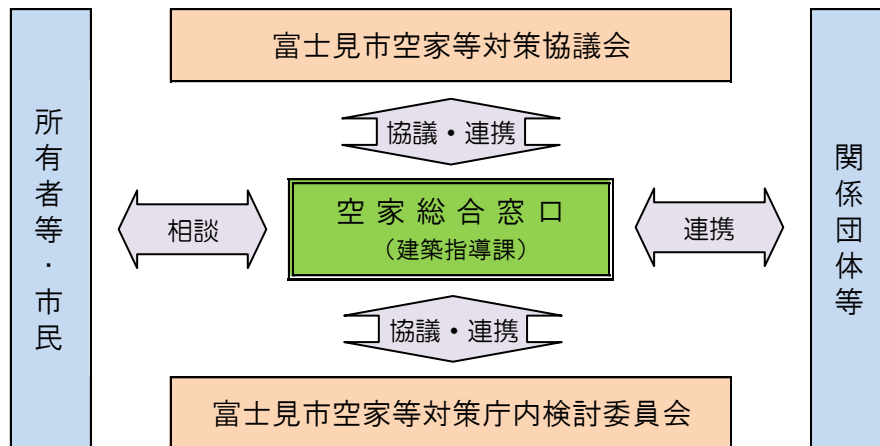 富士見市空家等対策協議会
所有者等・市民
協議・連携
関係団体等
相談
空家総合窓口
（建築指導課）
連携
協議・連携
富士見市空家等対策庁内検討委員会